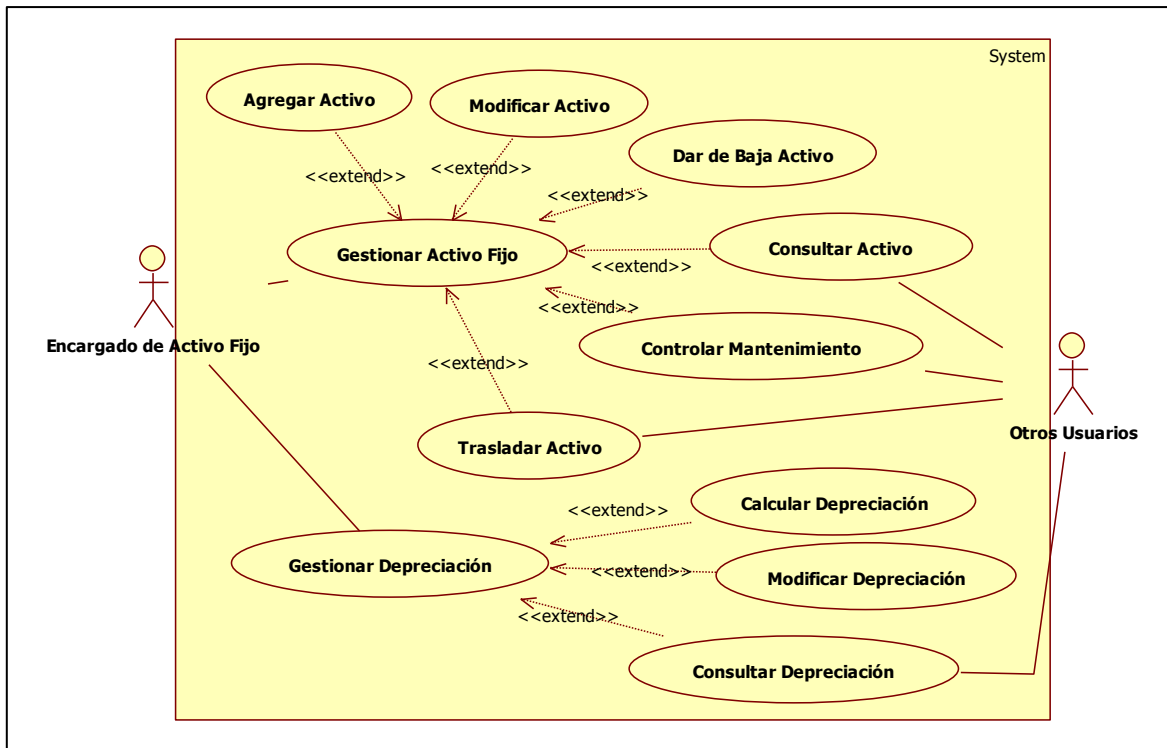 System
Agregar Activo
Modificar Activo
Dar de Baja Activo
<<extend>>
<<extend>>
<<extend>>
Gestionar Activo Fijo
Consultar Activo
<<extend>>
<<extend>>
Encargado de Activo Fijo
Controlar Mantenimiento
<<extend>>
Otros Usuarios
Trasladar Activo
Calcular Depreciación
<<extend>>
Gestionar Depreciación
<<extend>>
Modificar Depreciación
<<extend>>
Consultar Depreciación